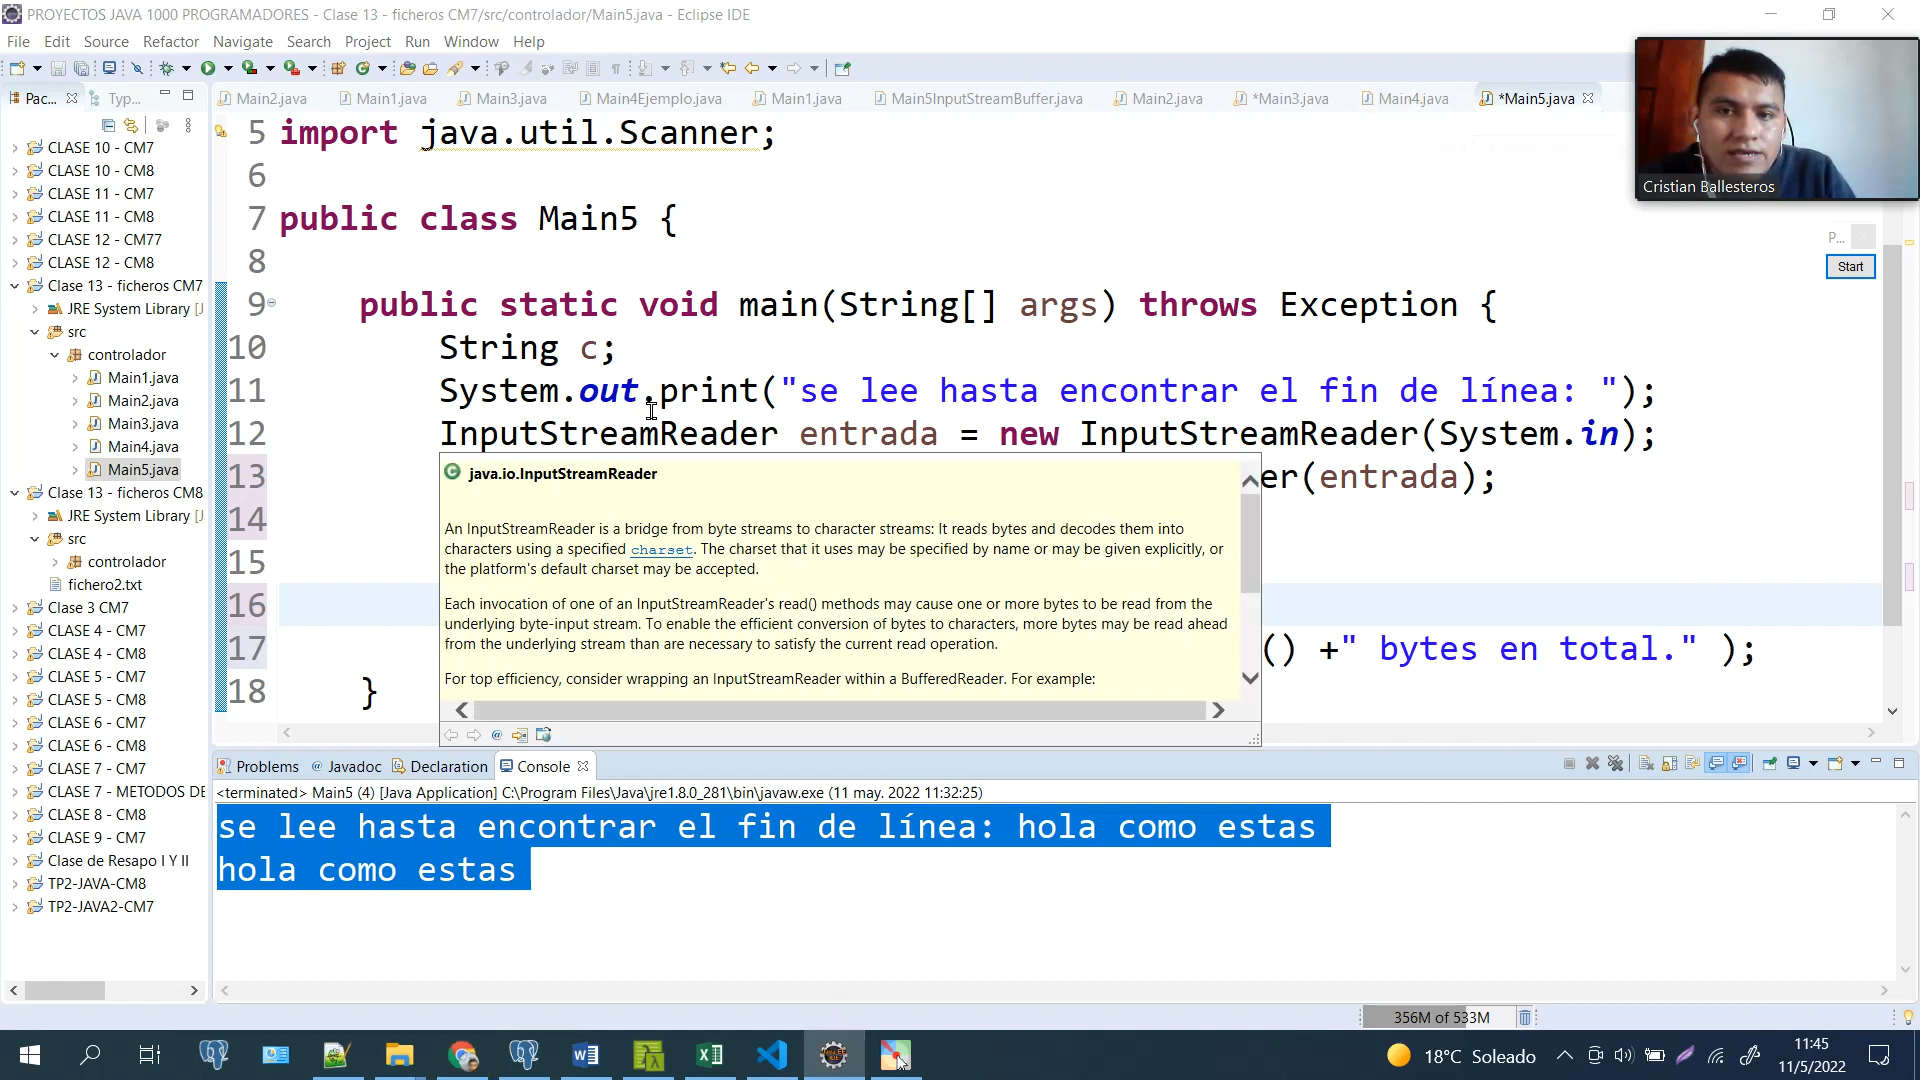 PROYECTOS JAVA 1000 PROGRAMADORES - Clase 13 - ficheros CM7/src/controlador/Main5.java - Eclipse IDE
File Edit Source Refactor Navigate Search Project Run Window Help
Pac... Typ...
Main2.java Main1.java Main3.java Main4Ejemplo.java Main1.java Main5InputStreamBuffer.java Main2.java *Main3.java Main4.java *Main5.java
CLASE 10 - CM7
CLASE 10 - CM8
CLASE 11 - CM7
CLASE 11 - CM8
CLASE 12 - CM77
CLASE 12 - CM8
Clase 13 - ficheros CM7
JRE System Library [J
src
controlador
Main1.java
Main2.java
Main3.java
Main4.java
Main5.java
Clase 13 - ficheros CM8
JRE System Library [J
src
controlador
fichero2.txt
Clase 3 CM7
CLASE 4 - CM7
CLASE 4 - CM8
CLASE 5 - CM7
CLASE 5 - CM8
CLASE 6 - CM7
CLASE 6 - CM8
CLASE 7 - CM7
CLASE 7 - METODOS DE
CLASE 8 - CM8
CLASE 9 - CM7
Clase de Resapo I Y II
TP2-JAVA-CM8
TP2-JAVA2-CM7
5 import java.util.Scanner;
6
7 public class Main5 {
8
9 public static void main(String[] args) throws Exception {
10 String c;
11 System.out.print("se lee hasta encontrar el fin de línea: ");
12 InputStreamReader entrada = new InputStreamReader(System.in);
13 er(entrada);
14
15
16
17 () +" bytes en total." );
18 }
java.io.InputStreamReader
An InputStreamReader is a bridge from byte streams to character streams: It reads bytes and decodes them into
characters using a specified charset. The charset that it uses may be specified by name or may be given explicitly, or
the platform's default charset may be accepted.
Each invocation of one of an InputStreamReader's read() methods may cause one or more bytes to be read from the
underlying byte-input stream. To enable the efficient conversion of bytes to characters, more bytes may be read ahead
from the underlying stream than are necessary to satisfy the current read operation.
For top efficiency, consider wrapping an InputStreamReader within a BufferedReader. For example:
Cristian Ballesteros
P...
Start
Problems @ Javadoc Declaration Console
<terminated> Main5 (4) [Java Application] C:\Program Files\Java\jre1.8.0_281\bin\javaw.exe (11 may. 2022 11:32:25)
se lee hasta encontrar el fin de línea: hola como estas
hola como estas
356M of 533M
18°C Soleado
11:45
11/5/2022